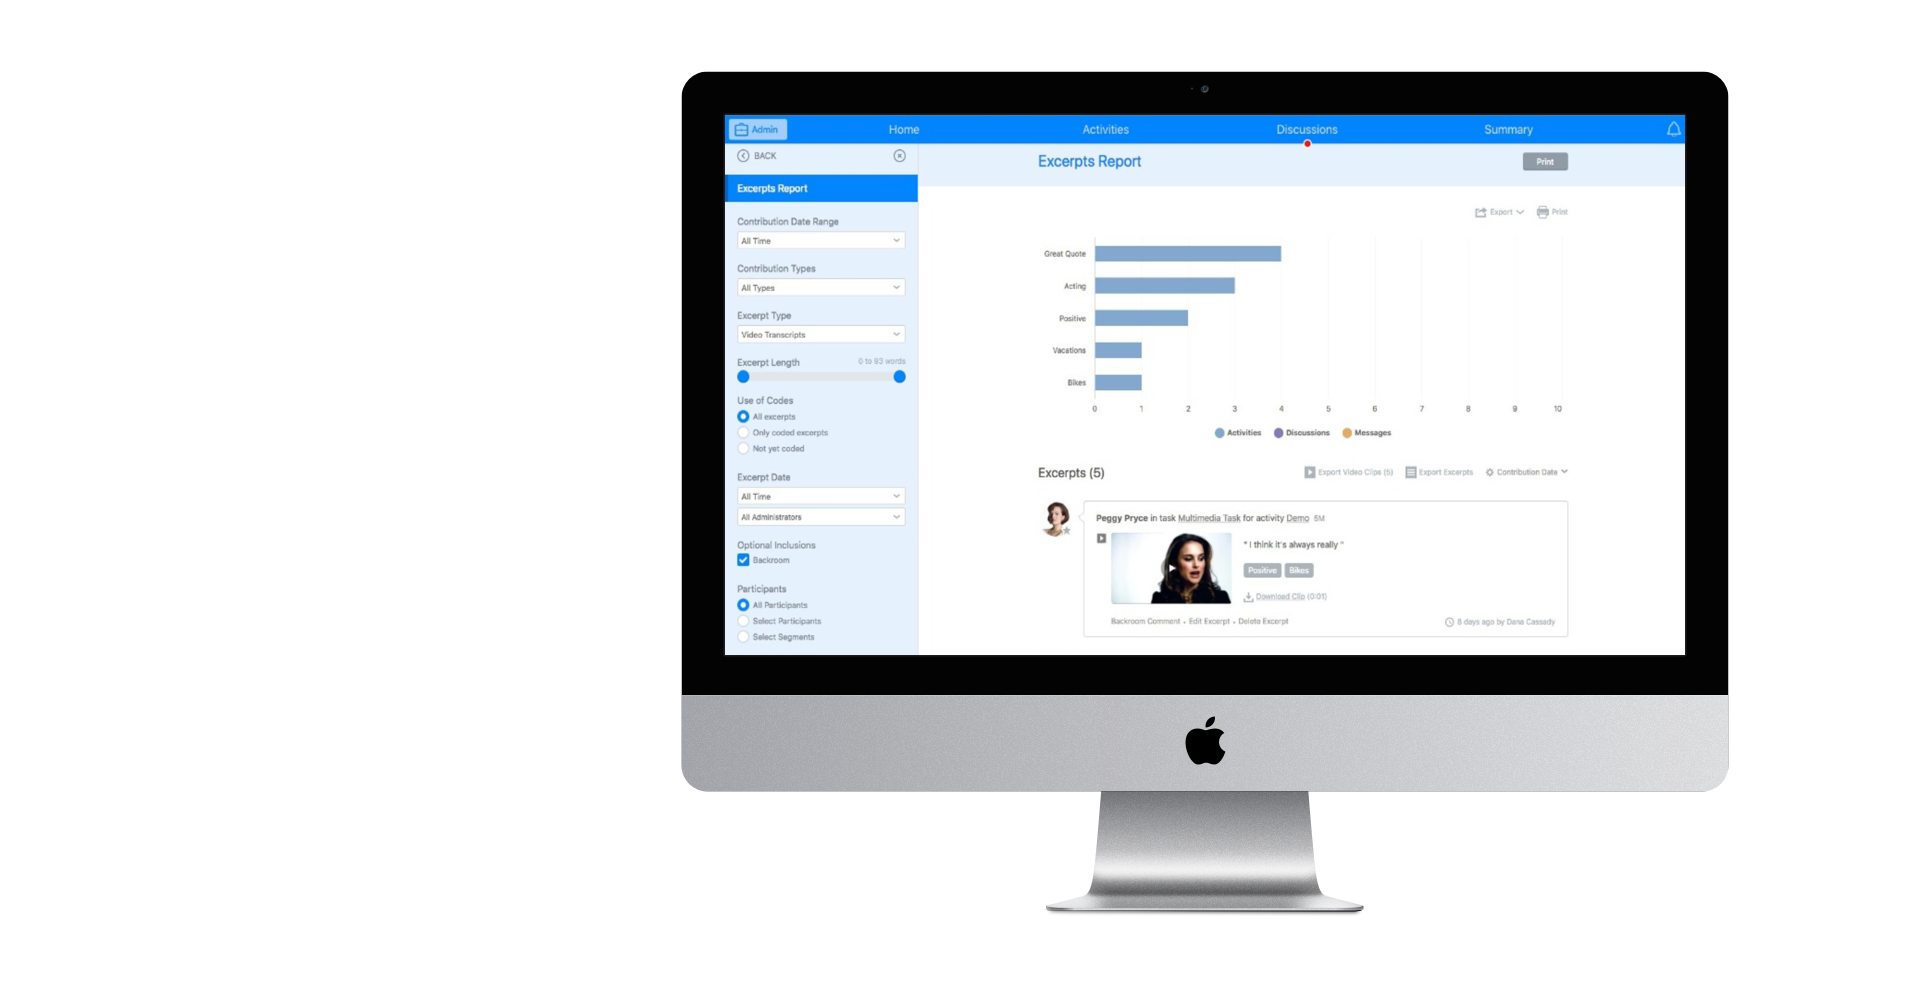 Admin
Home
Activities
Discussions
Summary
BACK
Excerpts Report
Contribution Date Range
All Time
Contribution Types
All Types
Excerpt Type
Video Transcripts
Excerpt Length 0 to 93 words
Use of Codes
All excerpts
Only coded excerpts
Not yet coded
Excerpt Date
All Time
All Administrators
Optional Inclusions
Backroom
Participants
All Participants
Select Participants
Select Segments
Excerpts Report
Print
Export Print
Great Quote
Acting
Positive
Vacations
Bikes
0 1 2 3 4 5 6 7 8 9 10
Activities Discussions Messages
Excerpts (5)
Export Video Clips (5) Export Excerpts Contribution Date
Peggy Pryce in task Multimedia Task for activity Demo 5M
" I think it's always really "
Positive Bikes
Download Clip (0:01)
Backroom Comment • Edit Excerpt • Delete Excerpt
8 days ago by Dana Cassady